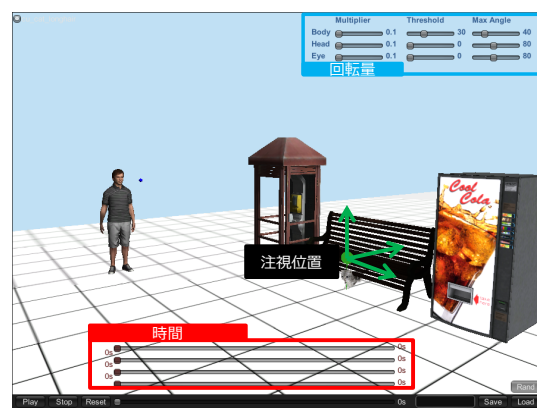 Multiplier Threshold Max Angle
Body 0.1 30 40
Head 0.1 0 80
Eye 0.1 0 80
回転量
Cool
Cola
注視位置
時間
0s
0s 0s
0s 0s
0s 0s
Rand
Play Stop Reset 0s Save Load